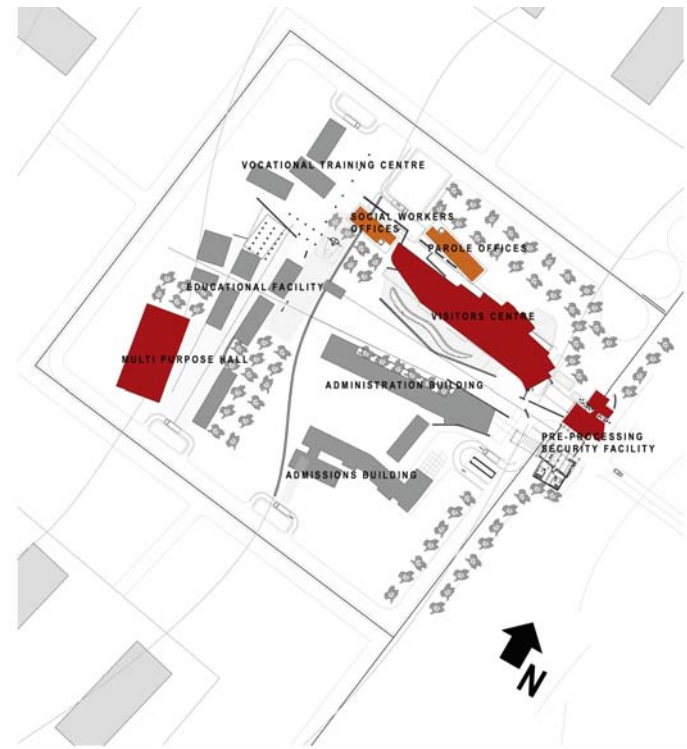 VOCATIONAL TRAINING CENTRE
SOCIAL WORKERS
OFFICES
PAROLE OFFICES
EDUCATIONAL FACILITY
VISITORS CENTRE
MULTI PURPOSE HALL
ADMINISTRATION BUILDING
PRE-PROCESSING
SECURITY FACILITY
ADMISSIONS BUILDING
N